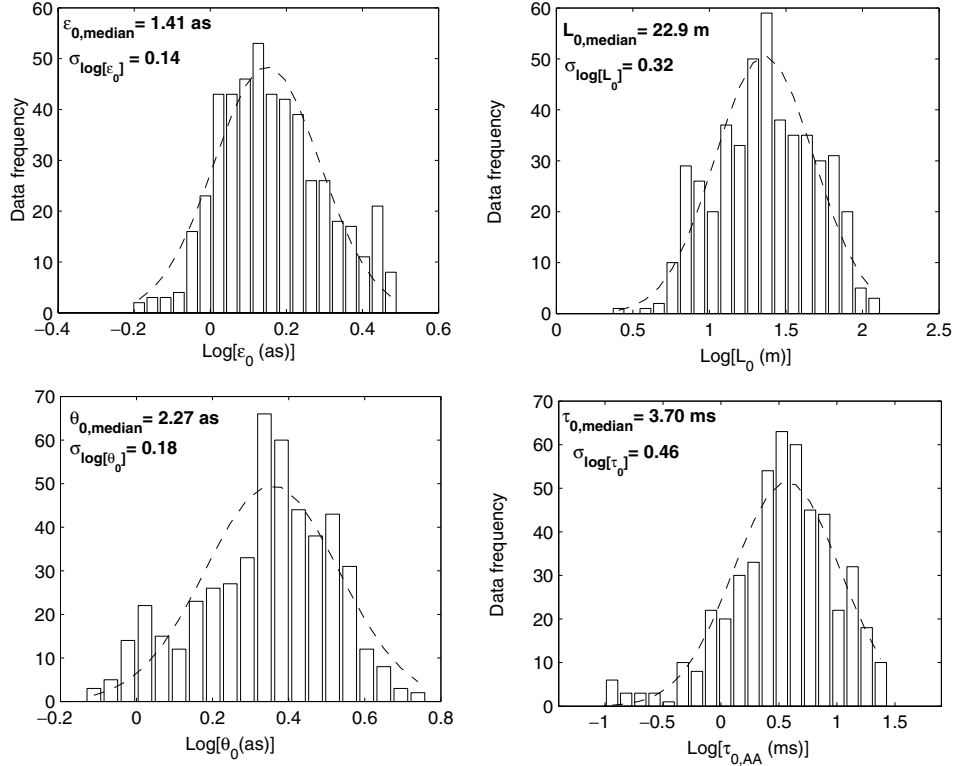 ε0,median= 1.41 as
σlog[ε0] = 0.14
Data frequency
60
50
40
30
20
10
0
−0.4 −0.2 0 0.2 0.4 0.6
Log[ε0 (as)]
L0,median= 22.9 m
σlog[L0] = 0.32
Data frequency
60
50
40
30
20
10
0
0 0.5 1 1.5 2 2.5
Log[L0 (m)]
θ0,median= 2.27 as
σlog[θ0] = 0.18
70
60
50
40
30
20
10
0
−0.2 0 0.2 0.4 0.6 0.8
Log[θ0(as)]
τ0,median= 3.70 ms
σlog[τ0] = 0.46
Data frequency
70
60
50
40
30
20
10
0
−1 −0.5 0 0.5 1 1.5
Log[τ0,AA (ms)]